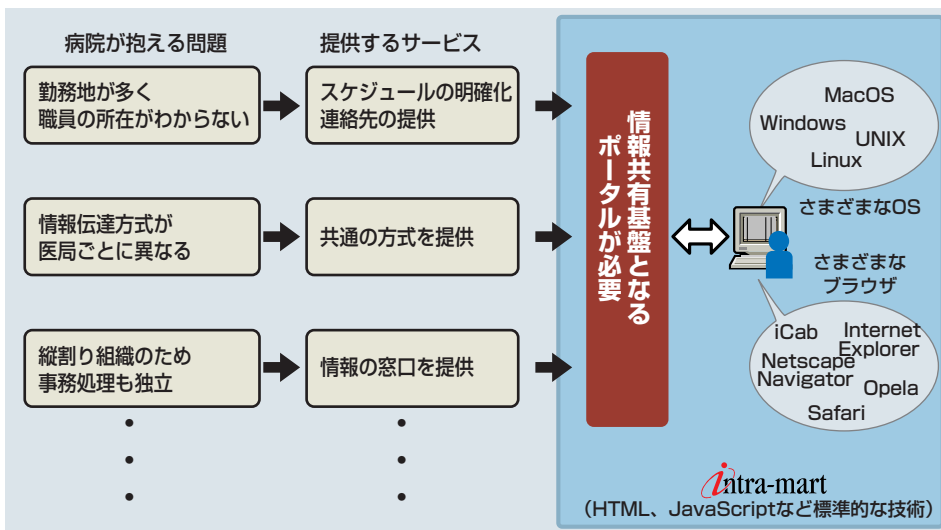 病院が抱える問題
提供するサービス
勤務地が多く
職員の所在がわからない
スケジュールの明確化
連絡先の提供
情報伝達方式が
医局ごとに異なる
共通の方式を提供
縦割り組織のため
事務処理も独立
情報の窓口を提供
・
・
・
・
・
・
情報共有基盤となる
ポータルが必要
MacOS
Windows
UNIX
Linux
さまざまなOS
さまざまな
ブラウザ
iCab
Internet
Explorer
Netscape
Navigator
Opela
Safari
intra-mart
（HTML、JavaScriptなど標準的な技術）